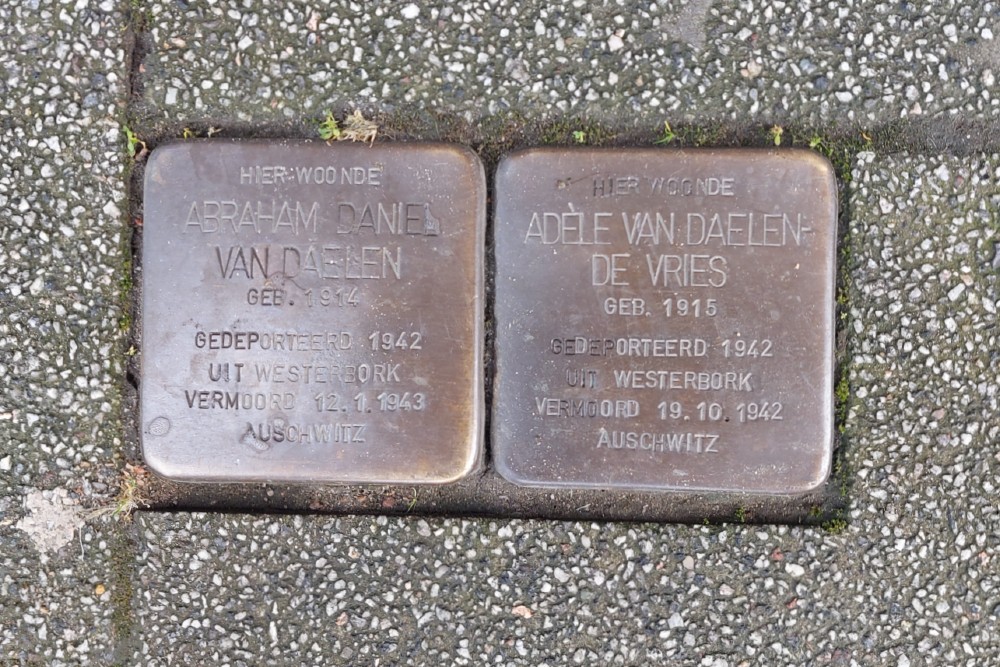 HIER WOONDE
ABRAHAM DANIEL
VAN DAELEN
GEB. 1914
GEDEPORTEERD 1942
UIT WESTERBORK
VERMOORD 12.1.1943
AUSCHWITZ
HIER WOONDE
ADÈLE VAN DAELEN-
DE VRIES
GEB. 1915
GEDEPORTEERD 1942
UIT WESTERBORK
VERMOORD 19.10.1942
AUSCHWITZ